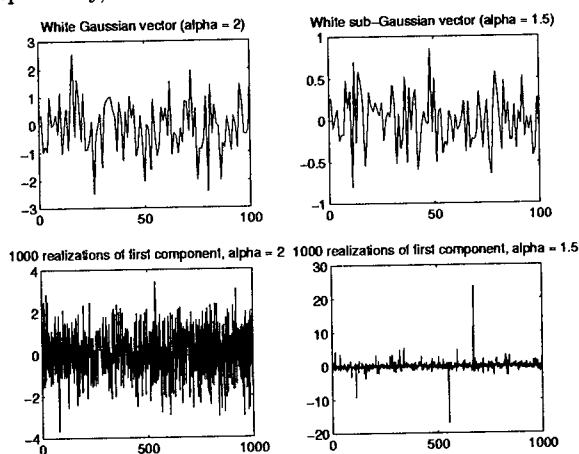 White Gaussian vector (alpha = 2)
3
2
1
0
−1
−2
−3
0 50 100
White sub−Gaussian vector (alpha = 1.5)
1
0.5
0
−0.5
−1
0 50 100
1000 realizations of first component, alpha = 2
4
2
0
−2
−4
0 500 1000
1000 realizations of first component, alpha = 1.5
30
20
10
0
−10
−20
0 500 1000